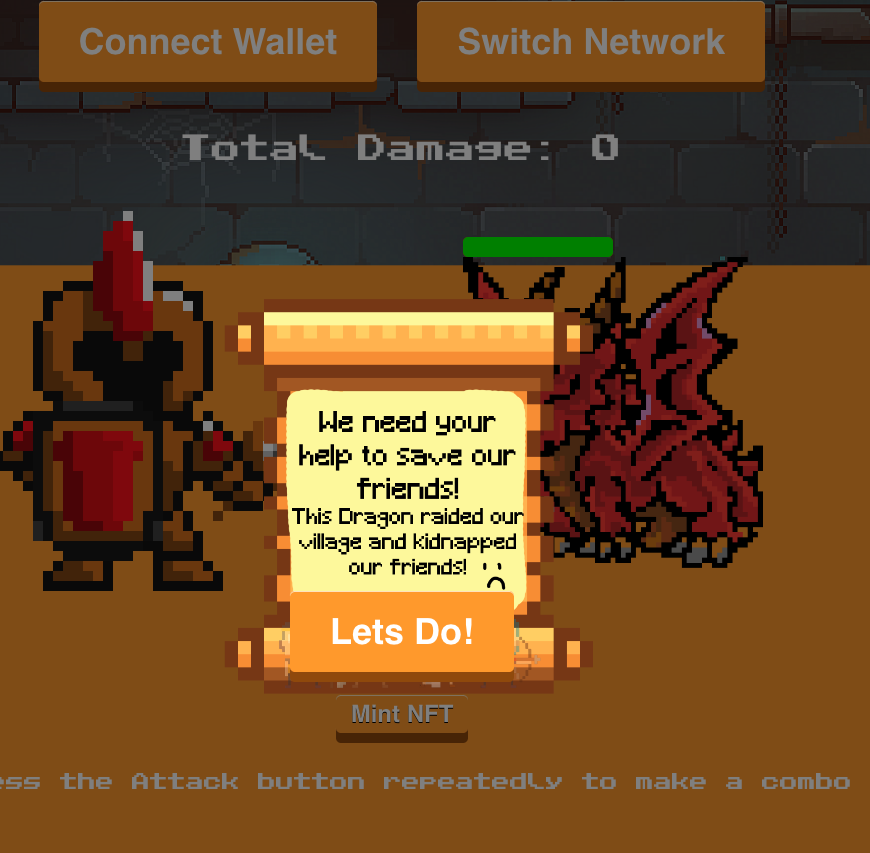 Connect Wallet
Switch Network
Total Damage: 0
We need your
help to save our
friends!
This Dragon raided our
village and kidnapped
our friends!
Lets Do!
Mint NFT
ess the Attack button repeatedly to make a combo